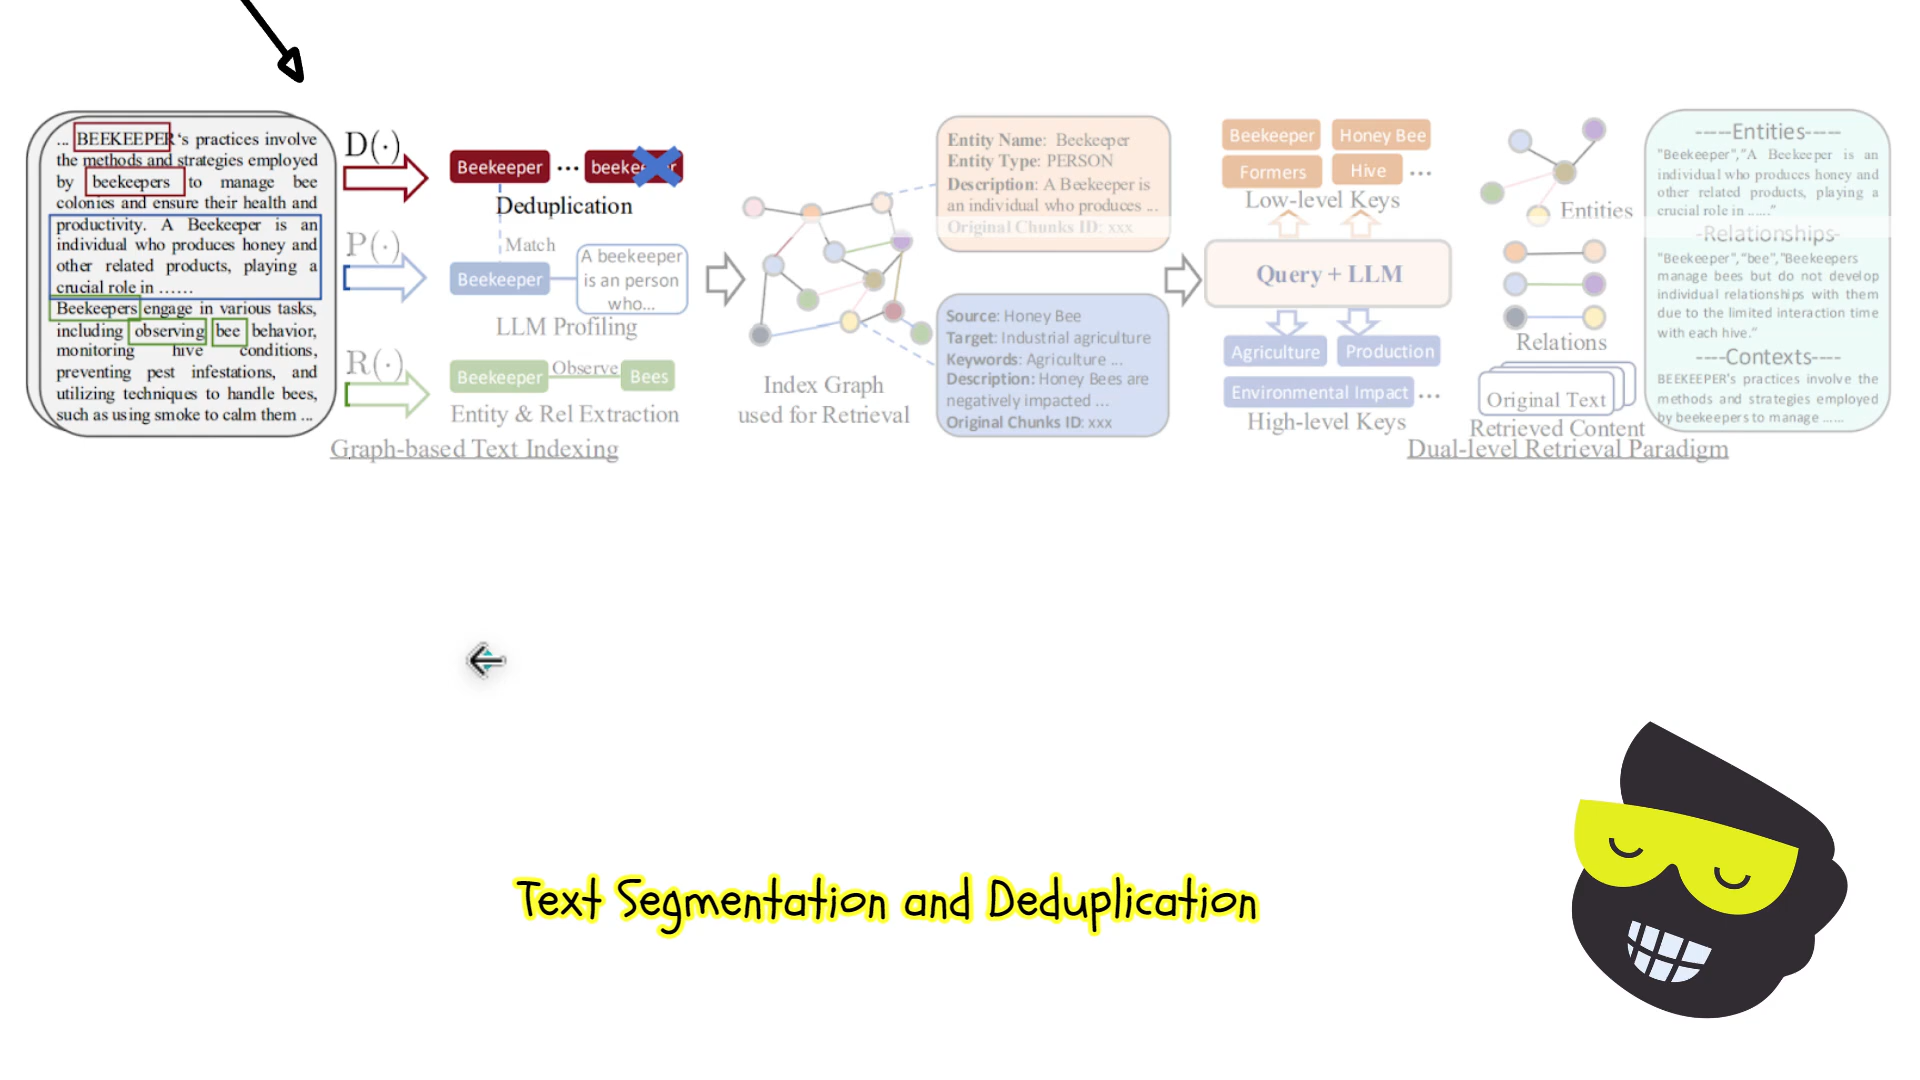 ... BEEKEEPER's practices involve
the methods and strategies employed
by beekeepers to manage bee
colonies and ensure their health and
productivity. A Beekeeper is an
individual who produces honey and
other related products, playing a
crucial role in ......
Beekeepers engage in various tasks,
including observing bee behavior,
monitoring hive conditions,
preventing pest infestations, and
utilizing techniques to handle bees,
such as using smoke to calm them ...
D(·)
Beekeeper ...
Deduplication
P(·)
Match
Beekeeper
A beekeeper
is an person
who...
LLM Profiling
R(·)
Beekeeper Observe Bees
Entity & Rel Extraction
Graph-based Text Indexing
Index Graph
used for Retrieval
Entity Name: Beekeeper
Entity Type: PERSON
Description: A Beekeeper is
an individual who produces ...
Original Chunks ID: xxx
Source: Honey Bee
Target: Industrial agriculture
Keywords: Agriculture ...
Description: Honey Bees are
negatively impacted ...
Original Chunks ID: xxx
Beekeeper Honey Bee
Formers Hive ...
Low-level Keys
Query + LLM
Agriculture Production
Environmental Impact ...
High-level Keys
Entities
Relations
Original Text
Retrieved Content
Dual-level Retrieval Paradigm
-----Entities-----
"Beekeeper","A Beekeeper is an
individual who produces honey and
other related products, playing a
crucial role in ......"
-Relationships-
"Beekeeper","bee","Beekeepers
manage bees but do not develop
individual relationships with them
due to the limited interaction time
with each hive."
----Contexts----
BEEKEEPER's practices involve the
methods and strategies employed
by beekeepers to manage ......
Text Segmentation and Deduplication